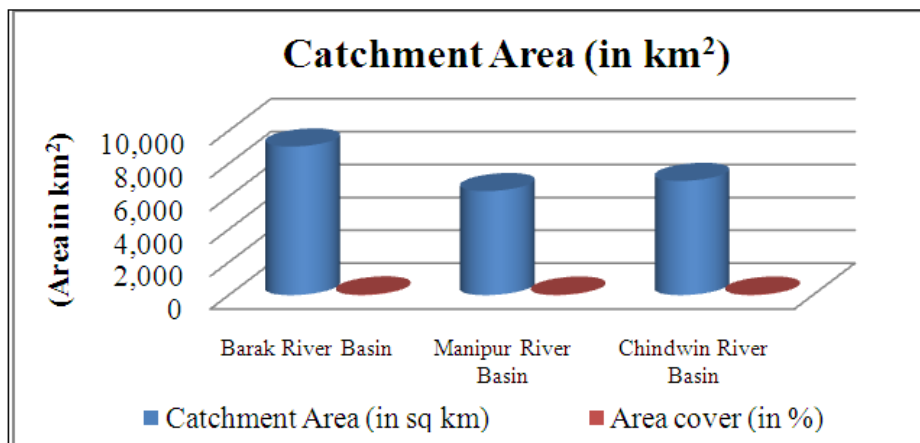 Catchment Area (in km²)
(Area in km²)
10,000
8,000
6,000
4,000
2,000
0
Barak River Basin
Manipur River
Basin
Chindwin River
Basin
Catchment Area (in sq km)
Area cover (in %)